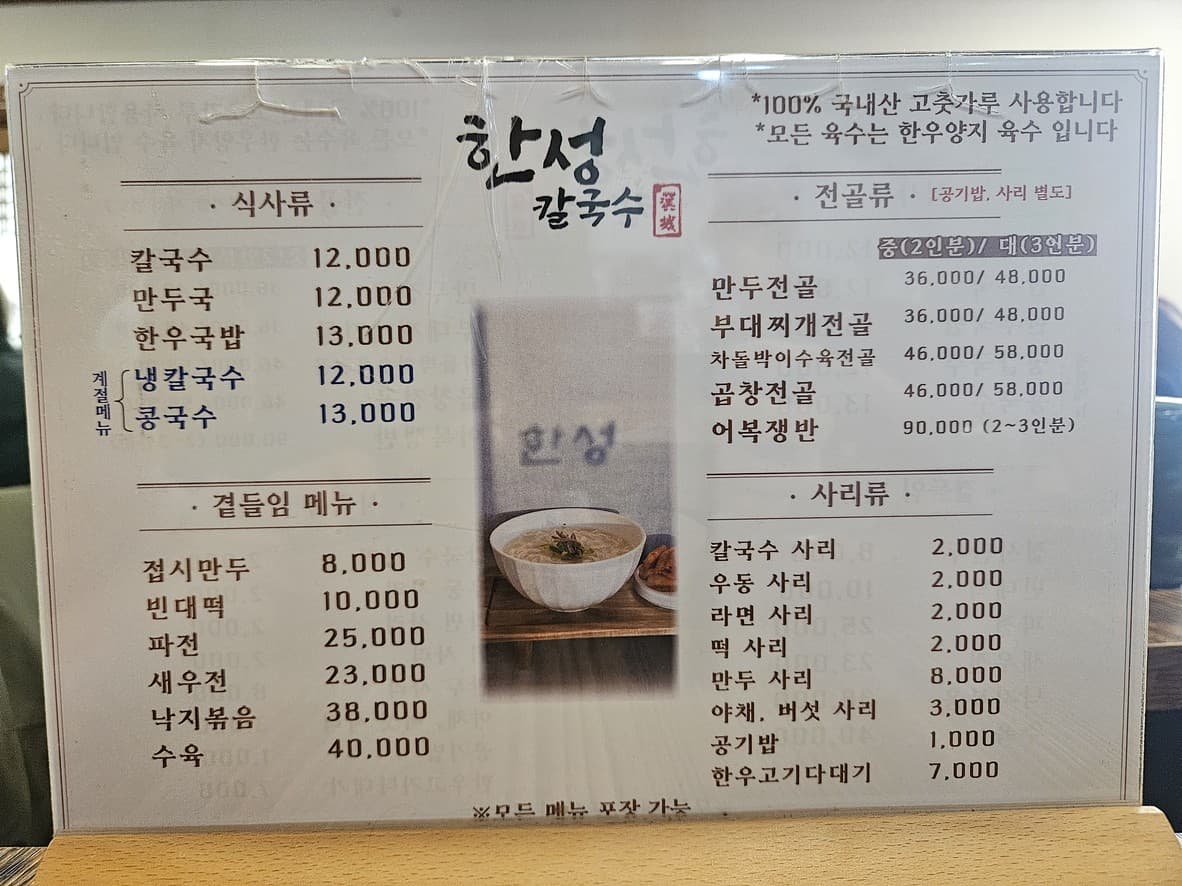 한성
칼국수
漢城
*100% 국내산 고춧가루 사용합니다
*모든 육수는 한우양지 육수 입니다
· 식사류 ·
칼국수 12,000
만두국 12,000
한우국밥 13,000
계절메뉴
냉칼국수 12,000
콩국수 13,000
· 곁들임 메뉴 ·
접시만두 8,000
빈대떡 10,000
파전 25,000
새우전 23,000
낙지볶음 38,000
수육 40,000
한성
· 전골류 · [공기밥, 사리 별도]
중(2인분)/ 대(3인분)
만두전골 36,000/ 48,000
부대찌개전골 36,000/ 48,000
차돌박이수육전골 46,000/ 58,000
곱창전골 46,000/ 58,000
어복쟁반 90,000 (2~3인분)
· 사리류 ·
칼국수 사리 2,000
우동 사리 2,000
라면 사리 2,000
떡 사리 2,000
만두 사리 8,000
야채, 버섯 사리 3,000
공기밥 1,000
한우고기다대기 7,000
※모든 메뉴 포장 가능